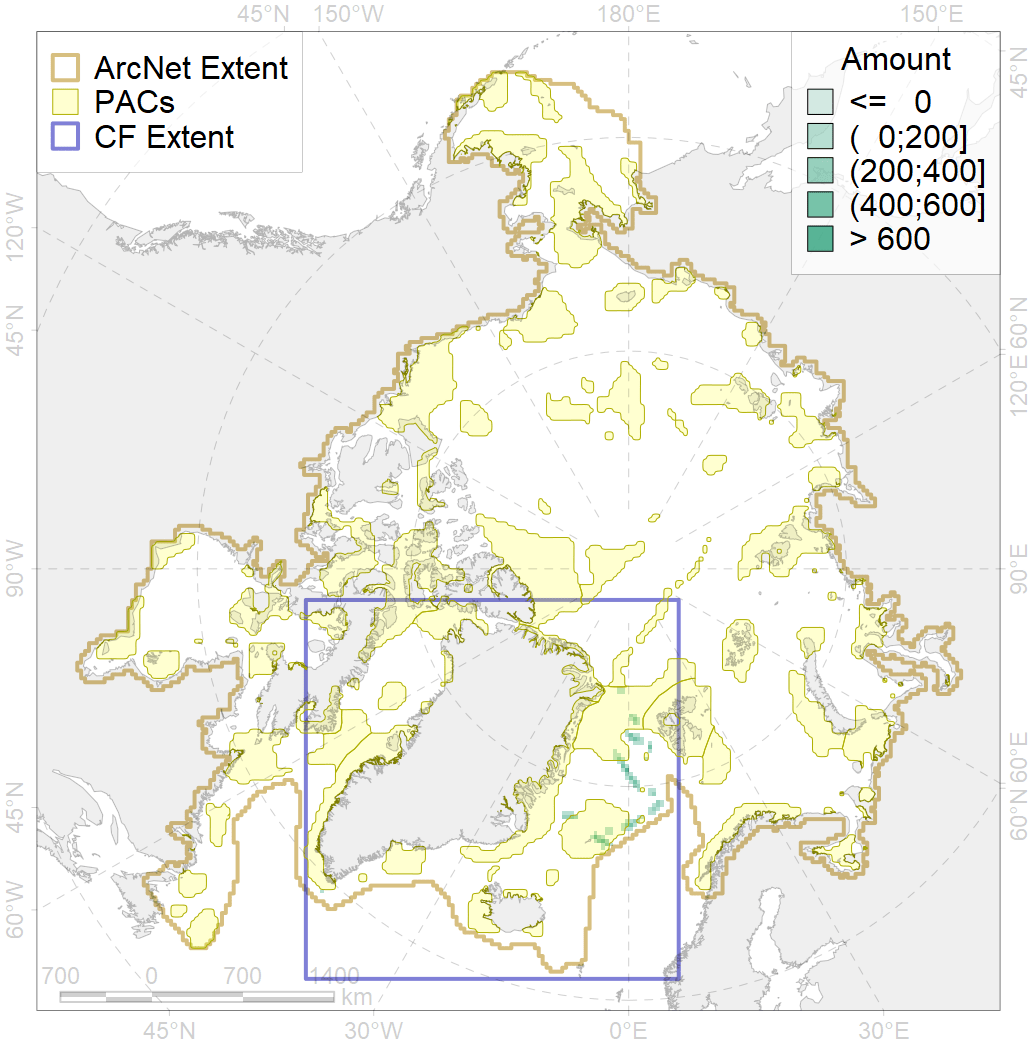 45°N 150°W 180°E 150°E
ArcNet Extent
PACs
CF Extent
Amount
<= 0
( 0;200]
(200;400]
(400;600]
> 600
45°N
120°W
60°N
45°N
120°E
90°W
90°E
45°N
60°E
60°N
60°W
700 0 700 1400
km
45°N 30°W 0°E 30°E